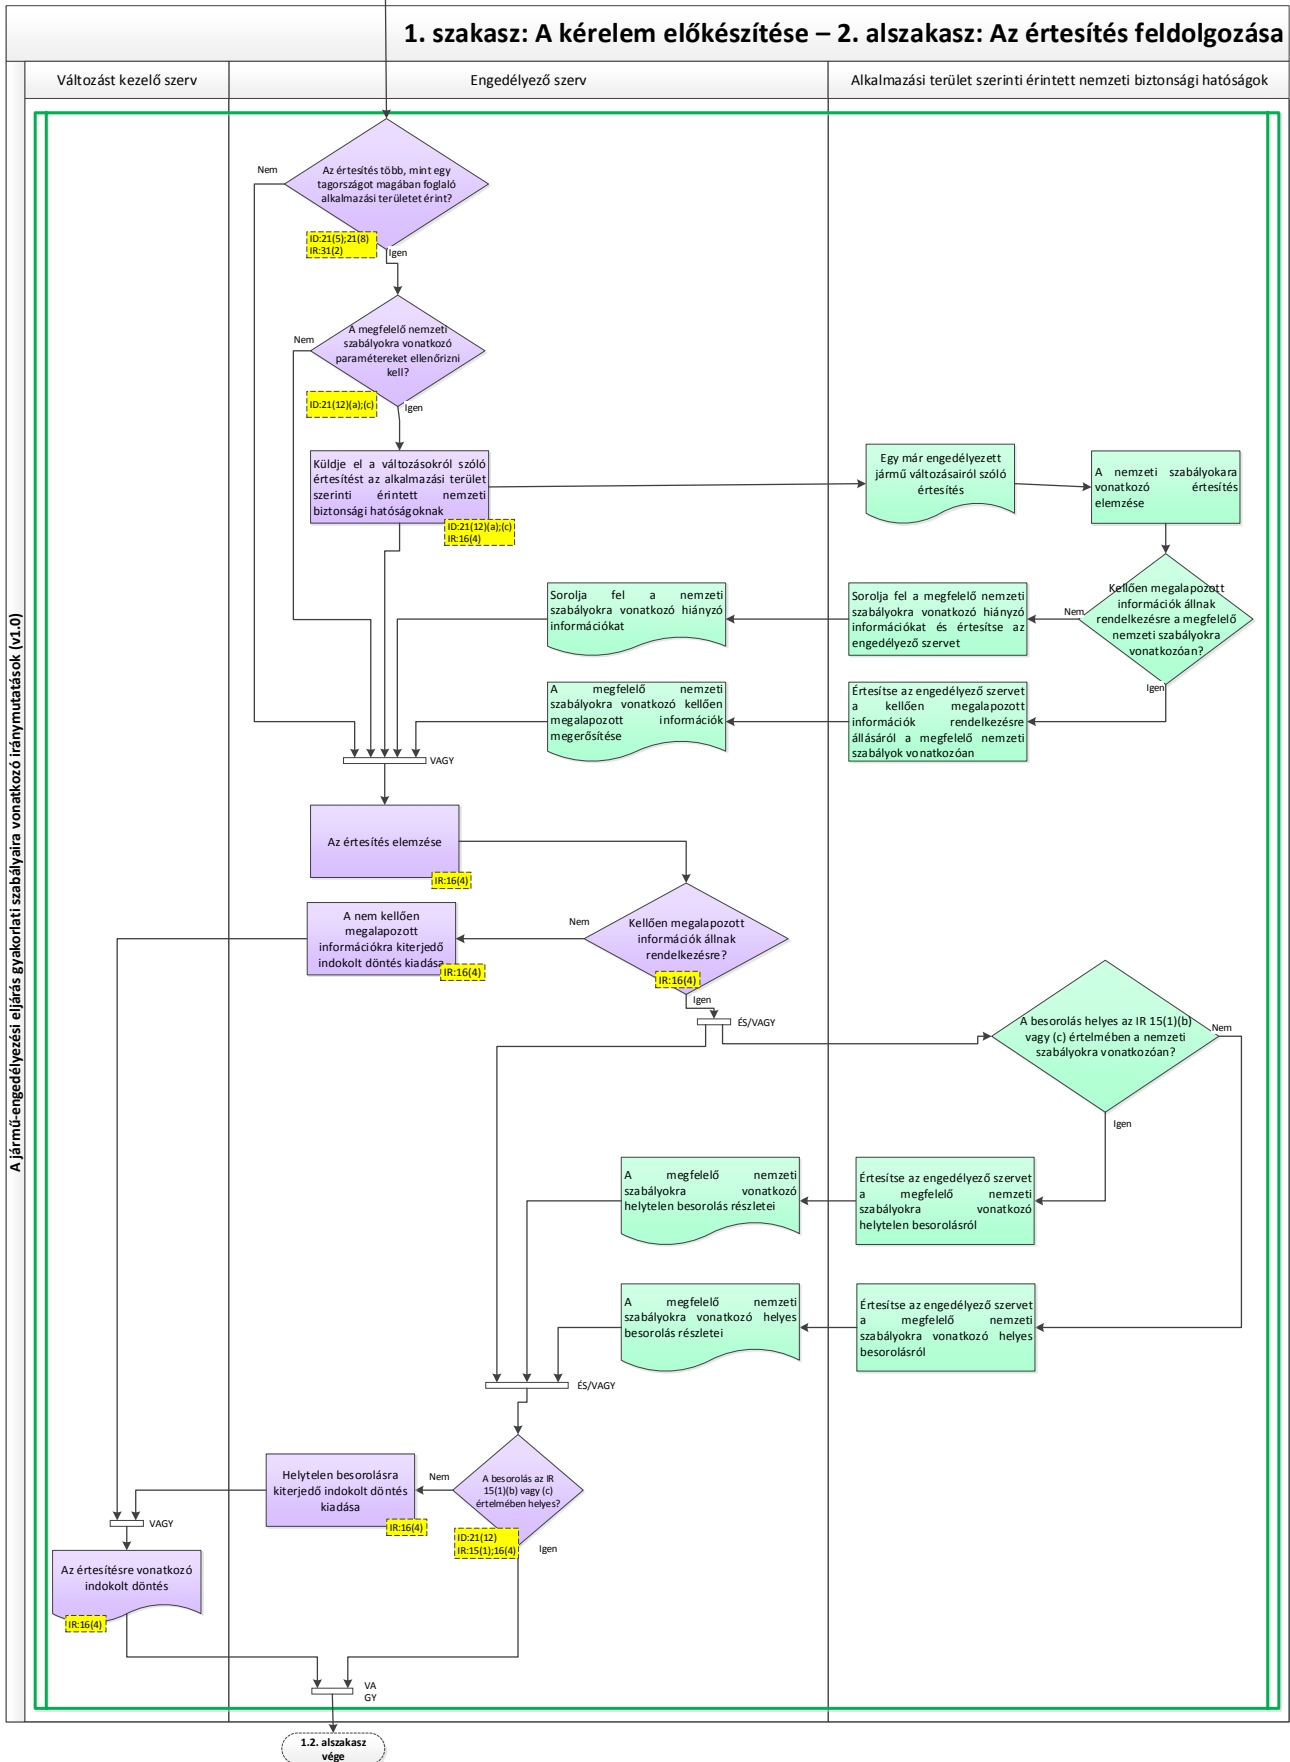 1. szakasz: A kérelem előkészítése – 2. alszakasz: Az értesítés feldolgozása
Változást kezelő szerv
Engedélyező szerv
Alkalmazási terület szerinti érintett nemzeti biztonsági hatóságok
A jármű-engedélyezési eljárás gyakorlati szabályaira vonatkozó iránymutatások (v1.0)
Az értesítés több, mint egy
tagországot magában foglaló
alkalmazási területet érint?
Nem
ID:21(5);21(8)
IR:31(2)
Igen
A megfelelő nemzeti
szabályokra vonatkozó
paramétereket ellenőrizni
kell?
Nem
ID:21(12)(a);(c)
Igen
Küldje el a változásokról szóló
értesítést az alkalmazási terület
szerinti érintett nemzeti
biztonsági hatóságoknak
ID:21(12)(a);(c)
IR:16(4)
Egy már engedélyezett
jármű változásairól szóló
értesítés
A nemzeti szabályokara
vonatkozó értesítés
elemzése
Kellően megalapozott
információk állnak
rendelkezésre a megfelelő
nemzeti szabályokra
vonatkozóan?
Nem
Igen
Sorolja fel a megfelelő nemzeti
szabályokra vonatkozó hiányzó
információkat és értesítse az
engedélyező szervet
Sorolja fel a nemzeti
szabályokra vonatkozó hiányzó
információkat
Értesítse az engedélyező szervet
a kellően megalapozott
információk rendelkezésre
állásáról a megfelelő nemzeti
szabályok vonatkozóan
A megfelelő nemzeti
szabályokra vonatkozó kellően
megalapozott információk
megerősítése
VAGY
Az értesítés elemzése
IR:16(4)
Kellően megalapozott
információk állnak
rendelkezésre?
IR:16(4)
Nem
Igen
A nem kellően
megalapozott
információkra kiterjedő
indokolt döntés kiadása
IR:16(4)
ÉS/VAGY
A besorolás helyes az IR 15(1)(b)
vagy (c) értelmében a nemzeti
szabályokra vonatkozóan?
Nem
Igen
Értesítse az engedélyező szervet
a megfelelő nemzeti
szabályokra vonatkozó
helytelen besorolásról
A megfelelő nemzeti
szabályokra vonatkozó
helytelen besorolás részletei
Értesítse az engedélyező szervet
a megfelelő nemzeti
szabályokra vonatkozó helyes
besorolásról
A megfelelő nemzeti
szabályokra vonatkozó helyes
besorolás részletei
ÉS/VAGY
A besorolás az IR
15(1)(b) vagy (c)
értelmében helyes?
Nem
ID:21(12)
IR:15(1);16(4)
Igen
Helytelen besorolásra
kiterjedő indokolt döntés
kiadása
IR:16(4)
VAGY
Az értesítésre vonatkozó
indokolt döntés
IR:16(4)
VA
GY
1.2. alszakasz
vége